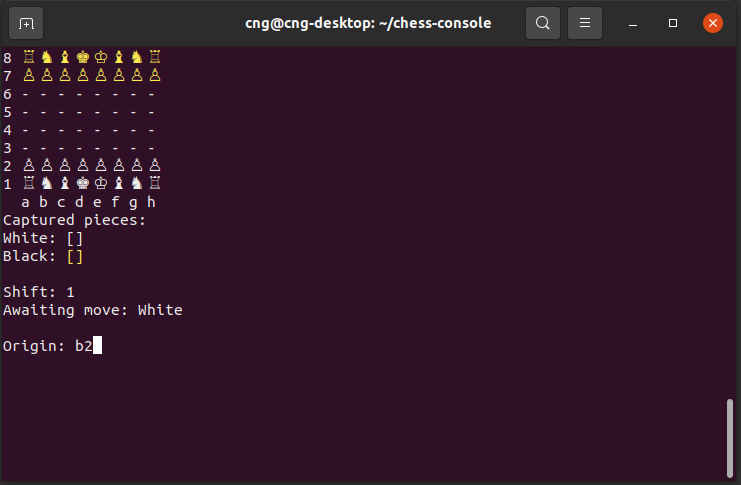 cng@cng-desktop: ~/chess-console
8 ♖♞♝♚♔♝♞♖
7 ♙♙♙♙♙♙♙♙
6 - - - - - - - -
5 - - - - - - - -
4 - - - - - - - -
3 - - - - - - - -
2 ♙♙♙♙♙♙♙♙
1 ♖♞♝♚♔♝♞♖
a b c d e f g h
Captured pieces:
White: []
Black: []
Shift: 1
Awaiting move: White
Origin: b2